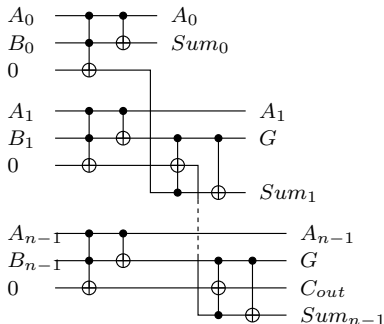 A₀ A₀
B₀ Sum₀
0
A₁ A₁
B₁ G
0
Sum₁
Aₙ₋₁ Aₙ₋₁
Bₙ₋₁ G
0 C_out
Sumₙ₋₁